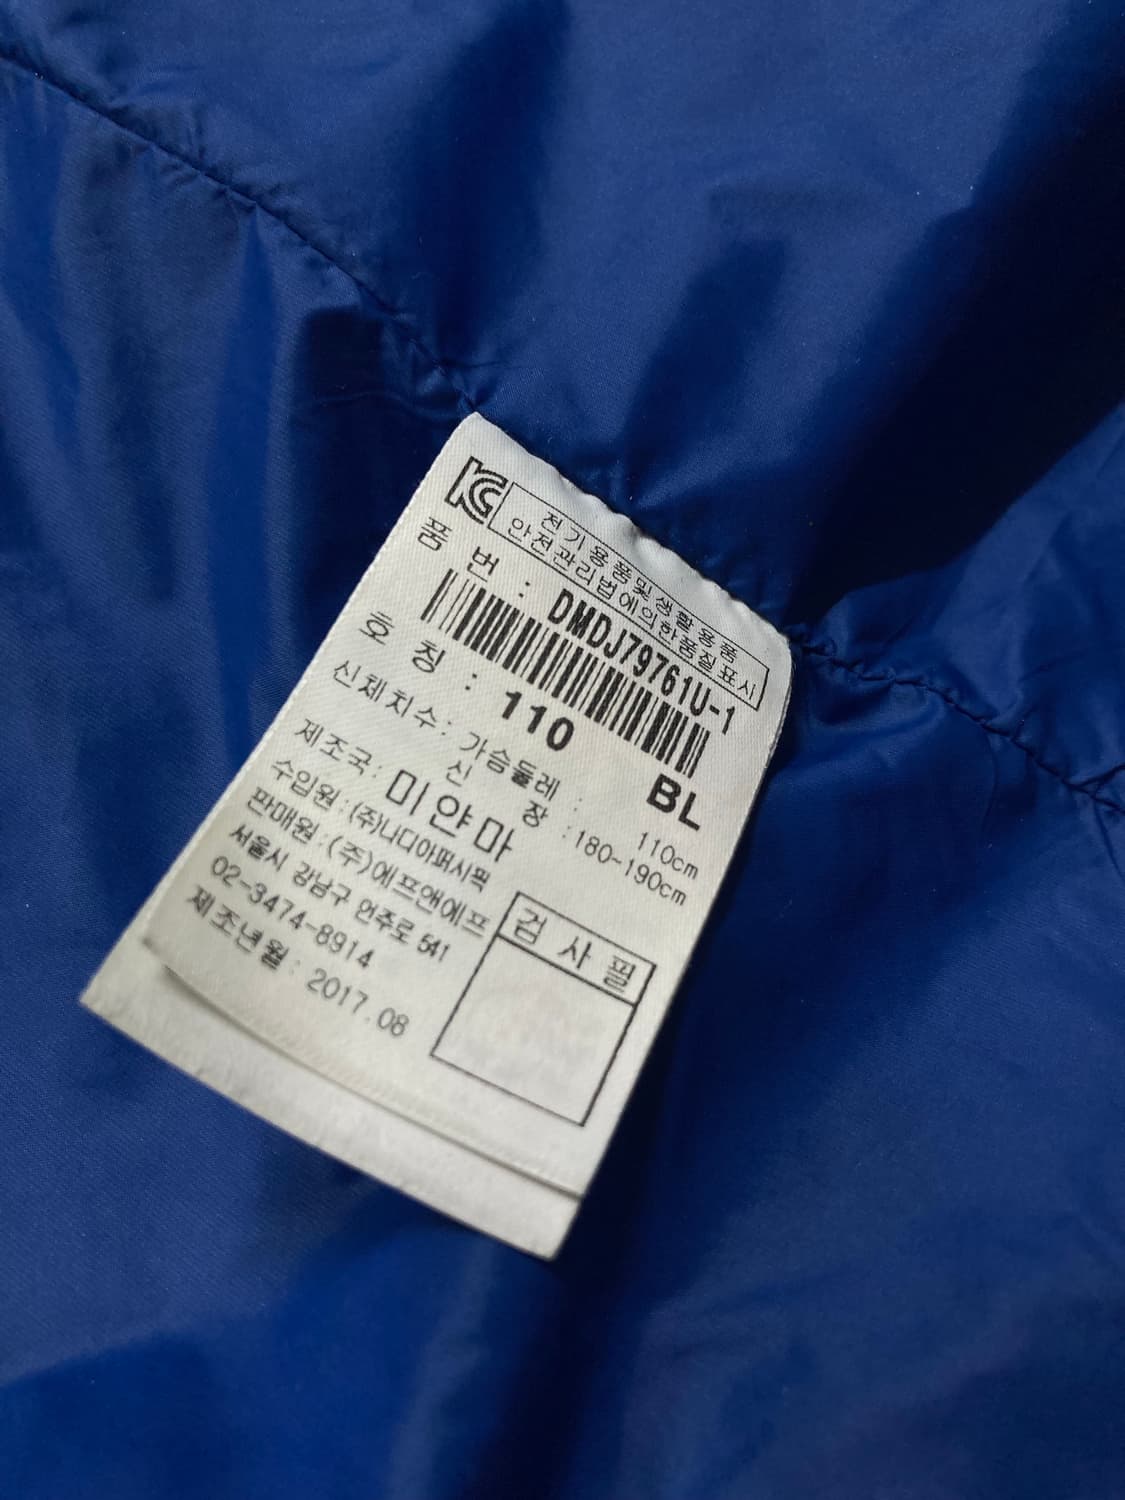 KC 전기용품및생활용품
안전관리법에의한품질표시
품 번 : DMDJ79761U-1
호 칭 : 110 BL
신체치수 : 가슴둘레 : 110cm
신 장 : 180~190cm
제조국 : 미얀마
수입원 : (주)나디아퍼시픽
판매원 : (주)에프앤에프
서울시 강남구 언주로 541
02-3474-8914
제조년월 : 2017.08
검 사 필